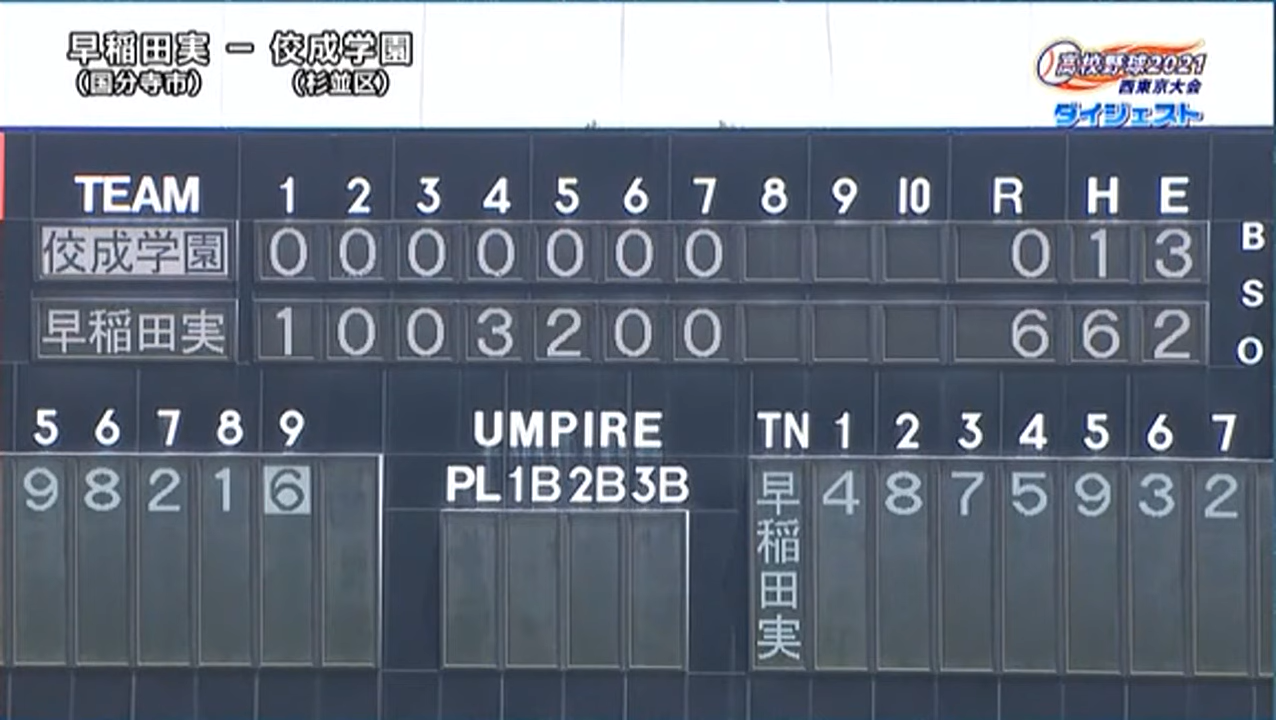 早稲田実 － 佼成学園
(国分寺市) (杉並区)
高校野球2021
西東京大会
ダイジェスト
TEAM 1 2 3 4 5 6 7 8 9 10 R H E
佼成学園 0 0 0 0 0 0 0 0 1 3
早稲田実 1 0 0 3 2 0 0 6 6 2
B
S
O
5 6 7 8 9
9 8 2 1 6
UMPIRE
PL 1B 2B 3B
TN 1 2 3 4 5 6 7
早稲田実 4 8 7 5 9 3 2